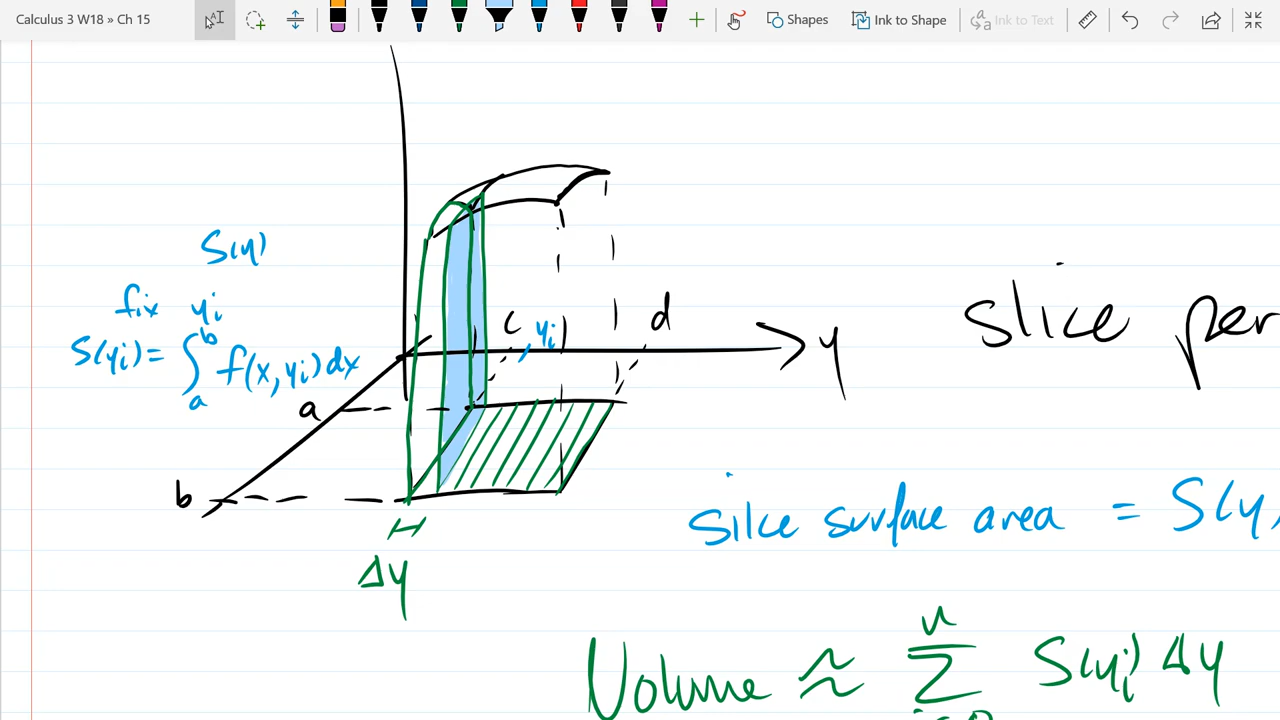 Calculus 3 W18 » Ch 15
Shapes
Ink to Shape
Ink to Text
S(y)
fix yi
S(yi) = ∫ₐᵇ f(x, yi) dx
c
yi
d
y
a
b
Δy
slice per
silce surface area = S(y
Volume ≈ n Σ S(yi) Δy